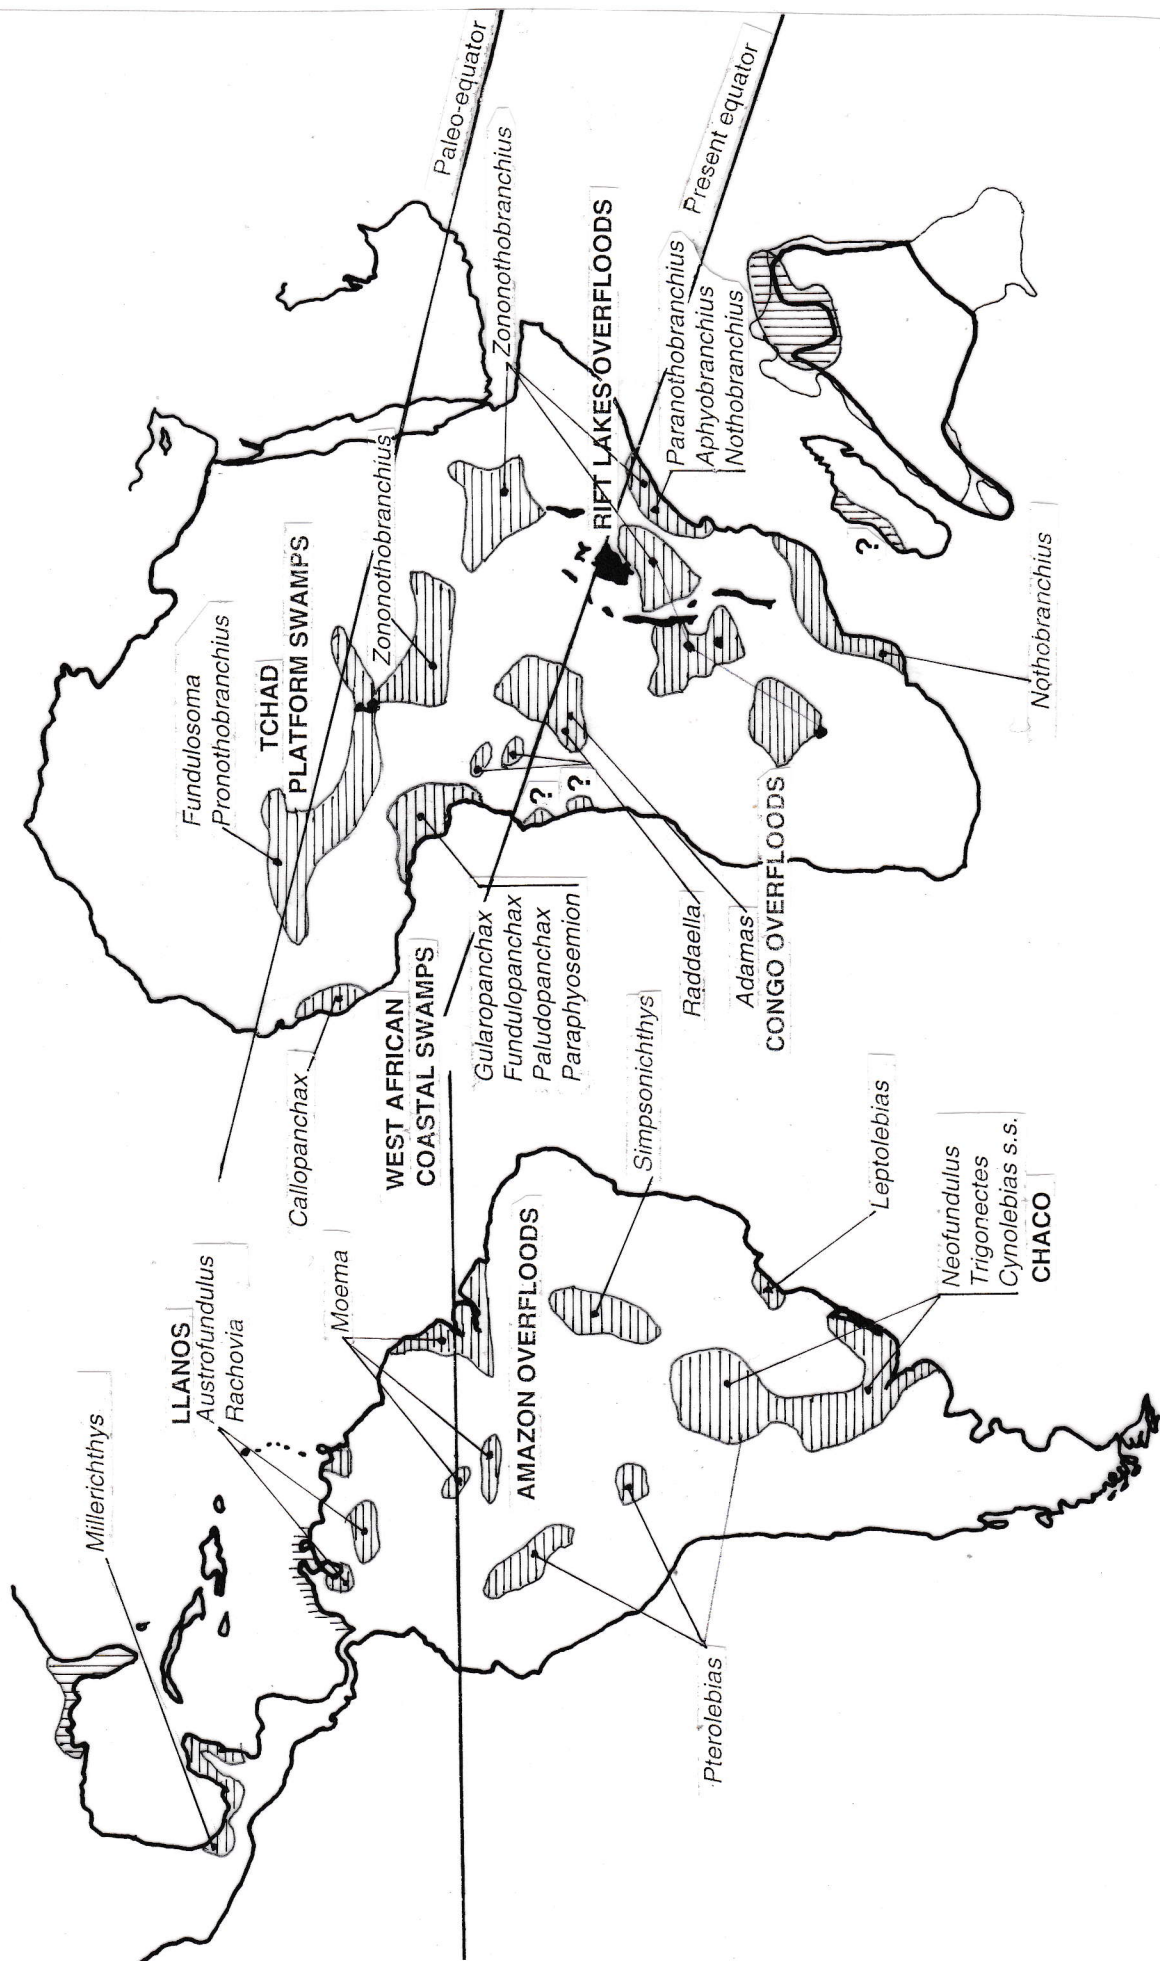 Millerichthys
LLANOS
Austrofundulus
Rachovia
Moema
AMAZON OVERFLOODS
Pterolebias
Simpsonichthys
Leptolebias
Neofundulus
Trigonectes
Cynolebias s.s.
CHACO
Callopanchax
WEST AFRICAN
COASTAL SWAMPS
Gularopanchax
Fundulopanchax
Paludopanchax
Paraphyosemion
Raddaella
Adamas
CONGO OVERFLOODS
Fundulosoma
Pronothobranchius
TCHAD
PLATFORM SWAMPS
Zononothobranchius
?
?
Zononothobranchius
RIFT LAKES OVERFLOODS
Paranothobranchius
Aphyobranchius
Nothobranchius
Nothobranchius
?
Paleo-equator
Present equator